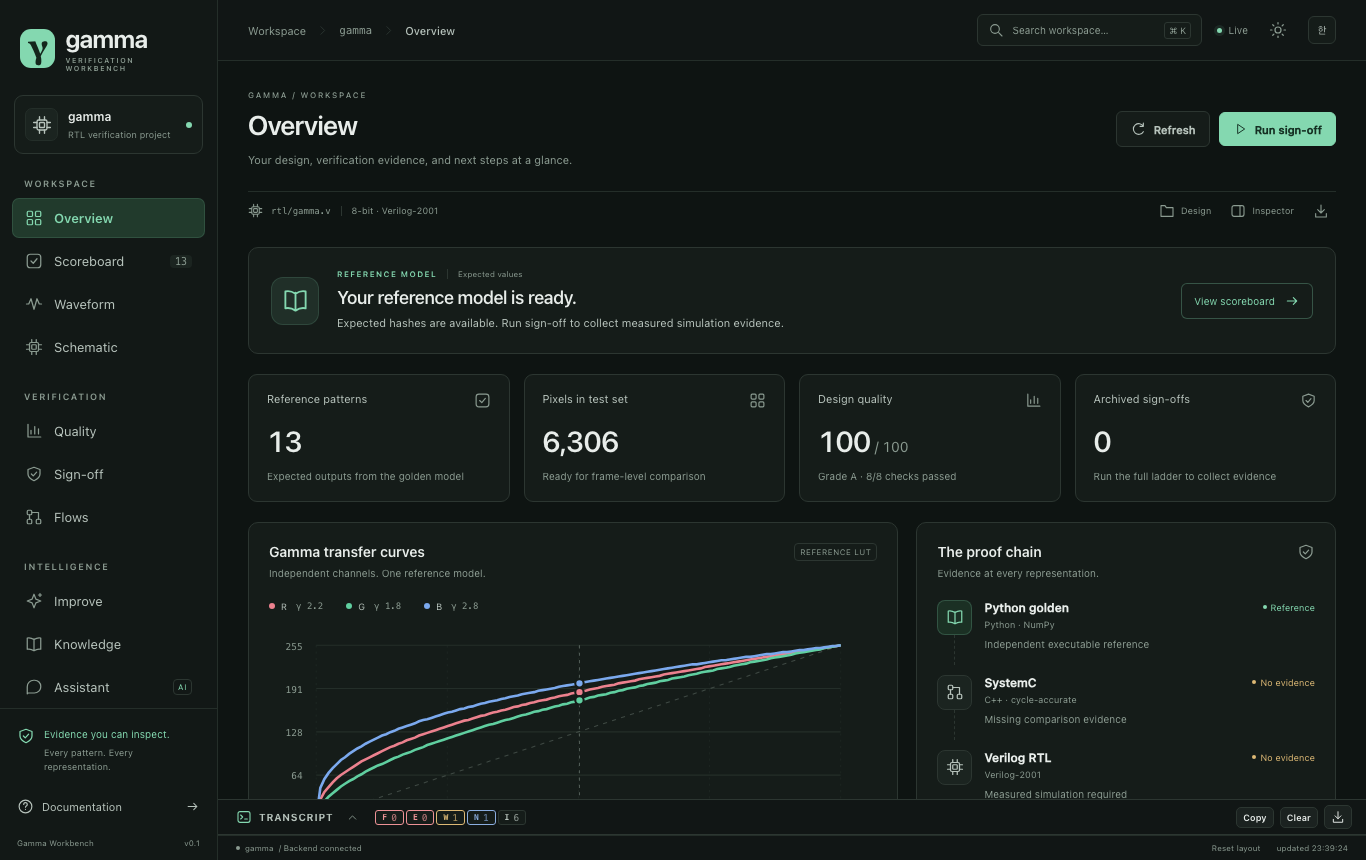 γ gamma
VERIFICATION
WORKBENCH
gamma
RTL verification project
WORKSPACE
Overview
Scoreboard 13
Waveform
Schematic
VERIFICATION
Quality
Sign-off
Flows
INTELLIGENCE
Improve
Knowledge
Assistant AI
Evidence you can inspect.
Every pattern. Every
representation.
Documentation
Gamma Workbench v0.1
Workspace gamma Overview
Search workspace... ⌘ K
Live
한
GAMMA / WORKSPACE
Overview
Your design, verification evidence, and next steps at a glance.
Refresh
Run sign-off
rtl/gamma.v 8-bit · Verilog-2001
Design
Inspector
REFERENCE MODEL Expected values
Your reference model is ready.
Expected hashes are available. Run sign-off to collect measured simulation evidence.
View scoreboard
Reference patterns
13
Expected outputs from the golden model
Pixels in test set
6,306
Ready for frame-level comparison
Design quality
100 / 100
Grade A · 8/8 checks passed
Archived sign-offs
0
Run the full ladder to collect evidence
Gamma transfer curves
REFERENCE LUT
Independent channels. One reference model.
R γ 2.2 G γ 1.8 B γ 2.8
255
191
128
64
The proof chain
Evidence at every representation.
Python golden
Reference
Python · NumPy
Independent executable reference
SystemC
No evidence
C++ · cycle-accurate
Missing comparison evidence
Verilog RTL
No evidence
Verilog-2001
Measured simulation required
TRANSCRIPT
F 0 E 0 W 1 N 1 I 6
Copy
Clear
gamma / Backend connected
Reset layout
updated 23:39:24